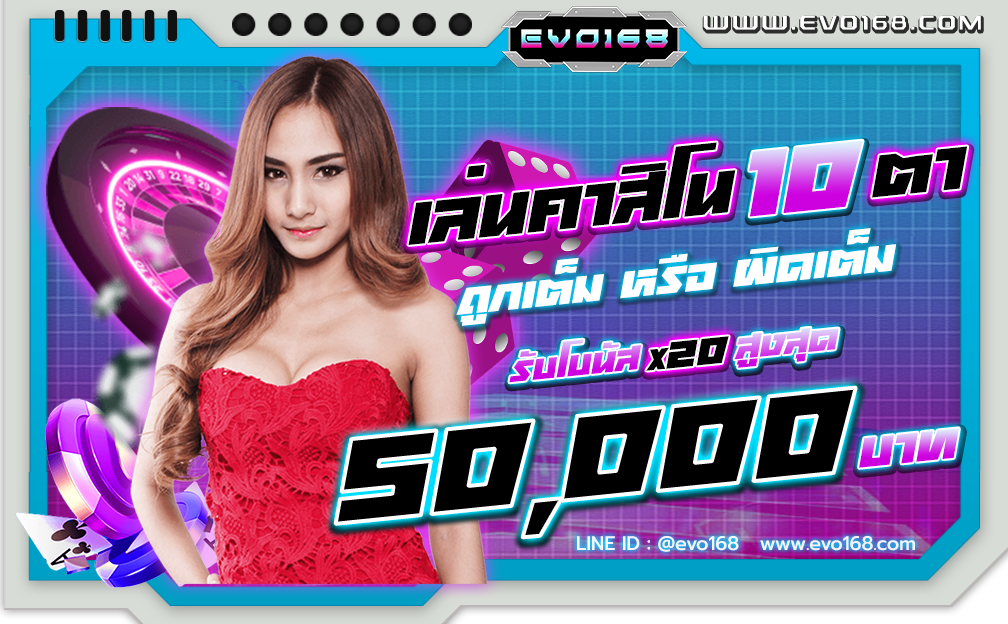 EVO168
WWW.EVO168.COM
เล่นคาสิโน 10 ตา
ถูกเต็ม หรือ ผิดเต็ม
รับโบนัส x20 สูงสุด
50,000 บาท
LINE ID : @evo168 www.evo168.com